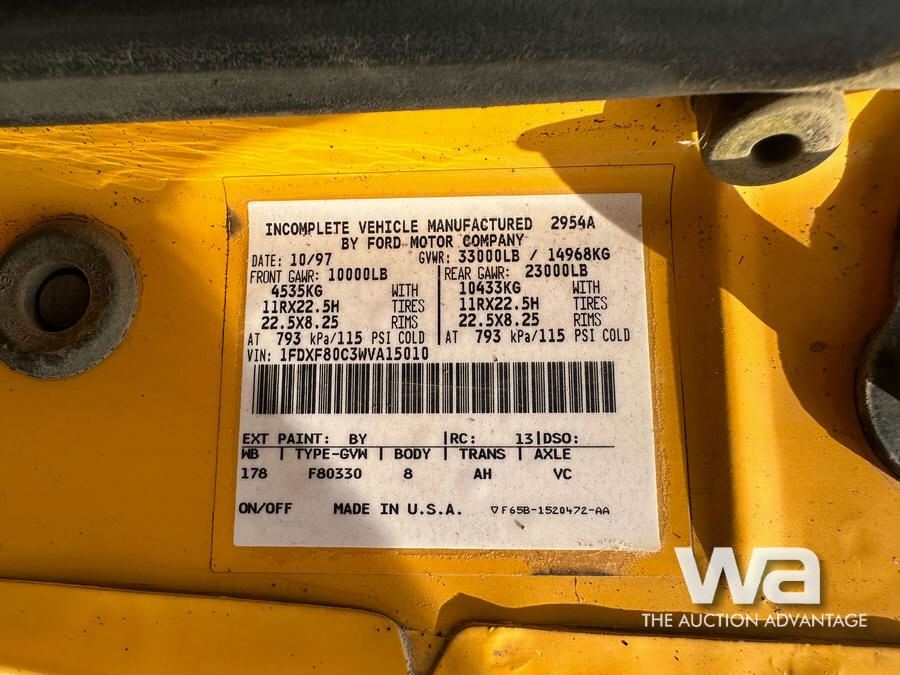 INCOMPLETE VEHICLE MANUFACTURED 2954A
BY FORD MOTOR COMPANY
DATE: 10/97 GVWR: 33000LB / 14968KG
FRONT GAWR: 10000LB REAR GAWR: 23000LB
4535KG WITH 10433KG WITH
11RX22.5H TIRES 11RX22.5H TIRES
22.5X8.25 RIMS 22.5X8.25 RIMS
AT 793 kPa/115 PSI COLD AT 793 kPa/115 PSI COLD
VIN: 1FDXF80C3WVA15010
EXT PAINT: BY |RC: 13|DSO:
WB | TYPE-GVW | BODY | TRANS | AXLE
178 F80330 8 AH VC
ON/OFF MADE IN U.S.A. ▽F65B-1520472-AA
wa
THE AUCTION ADVANTAGE